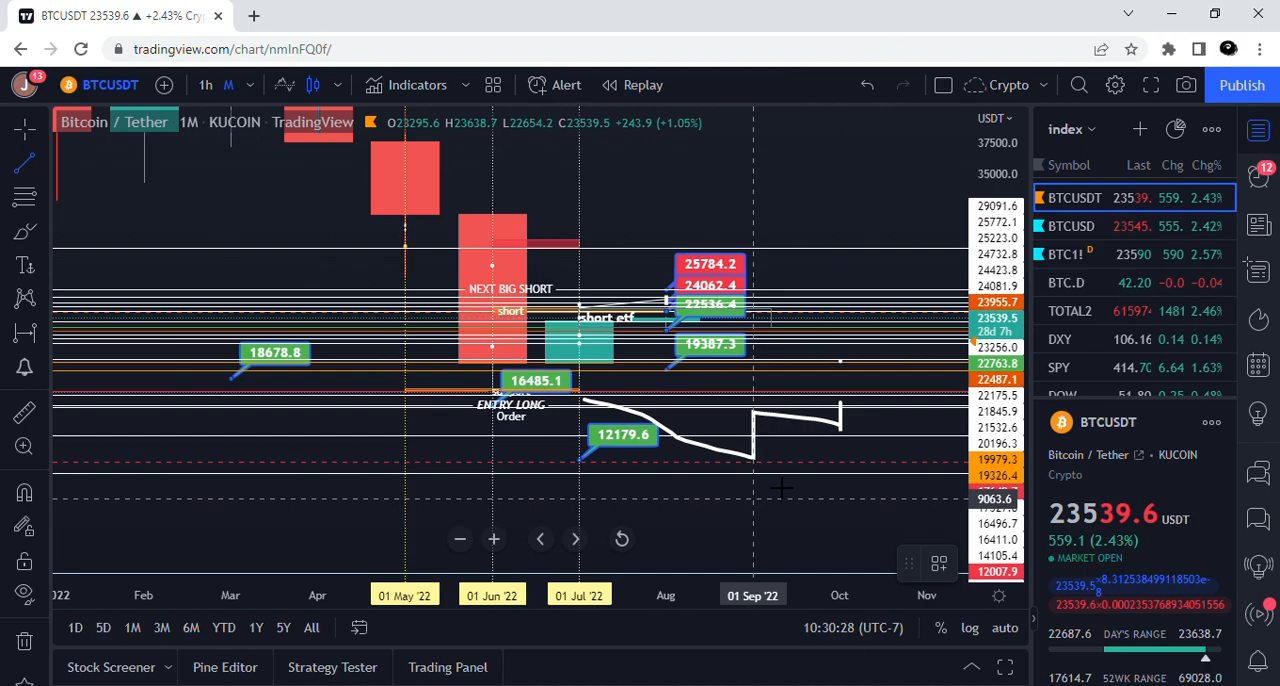 BTCUSDT 23539.6 ▲ +2.43% Cry
tradingview.com/chart/nmInFQ0f/
J 13 BTCUSDT 1h M Indicators Alert Replay Crypto Publish
Bitcoin / Tether 1M · KUCOIN · TradingView O23295.6 H23638.7 L22654.2 C23539.5 +243.9 (+1.05%)
USDT
37500.0
35000.0
29091.6
25772.1
25223.0
24732.8
24423.8
24081.9
23955.7
23539.5
28d 7h
23256.0
22763.8
22487.1
22175.5
21845.9
21532.6
20196.3
19979.3
19326.4
9063.6
16496.7
16411.0
14105.4
12007.9
25784.2
24062.4
22536.4
19387.3
NEXT BIG SHORT
short
short etf
18678.8
16485.1
ENTRY LONG
Order
12179.6
2022 Feb Mar Apr 01 May '22 01 Jun '22 01 Jul '22 Aug 01 Sep '22 Oct Nov
1D 5D 1M 3M 6M YTD 1Y 5Y All 10:30:28 (UTC-7) % log auto
Stock Screener Pine Editor Strategy Tester Trading Panel
index
Symbol Last Chg Chg%
BTCUSDT 23539. 559. 2.43%
BTCUSD 23545. 555. 2.42%
BTC1! D 23590 590 2.57%
BTC.D 42.20 -0.0 -0.04
TOTAL2 61597 1481 2.46%
DXY 106.16 0.14 0.14%
SPY 414.70 6.64 1.63%
DOW 51.80 0.25 0.48%
BTCUSDT
Bitcoin / Tether • KUCOIN
Crypto
23539.6 USDT
559.1 (2.43%)
MARKET OPEN
23539.5×8.312538499118503e-8
23539.6×0.0002353768934051556
22687.6 DAY'S RANGE 23638.7
17614.7 52WK RANGE 69028.0
12